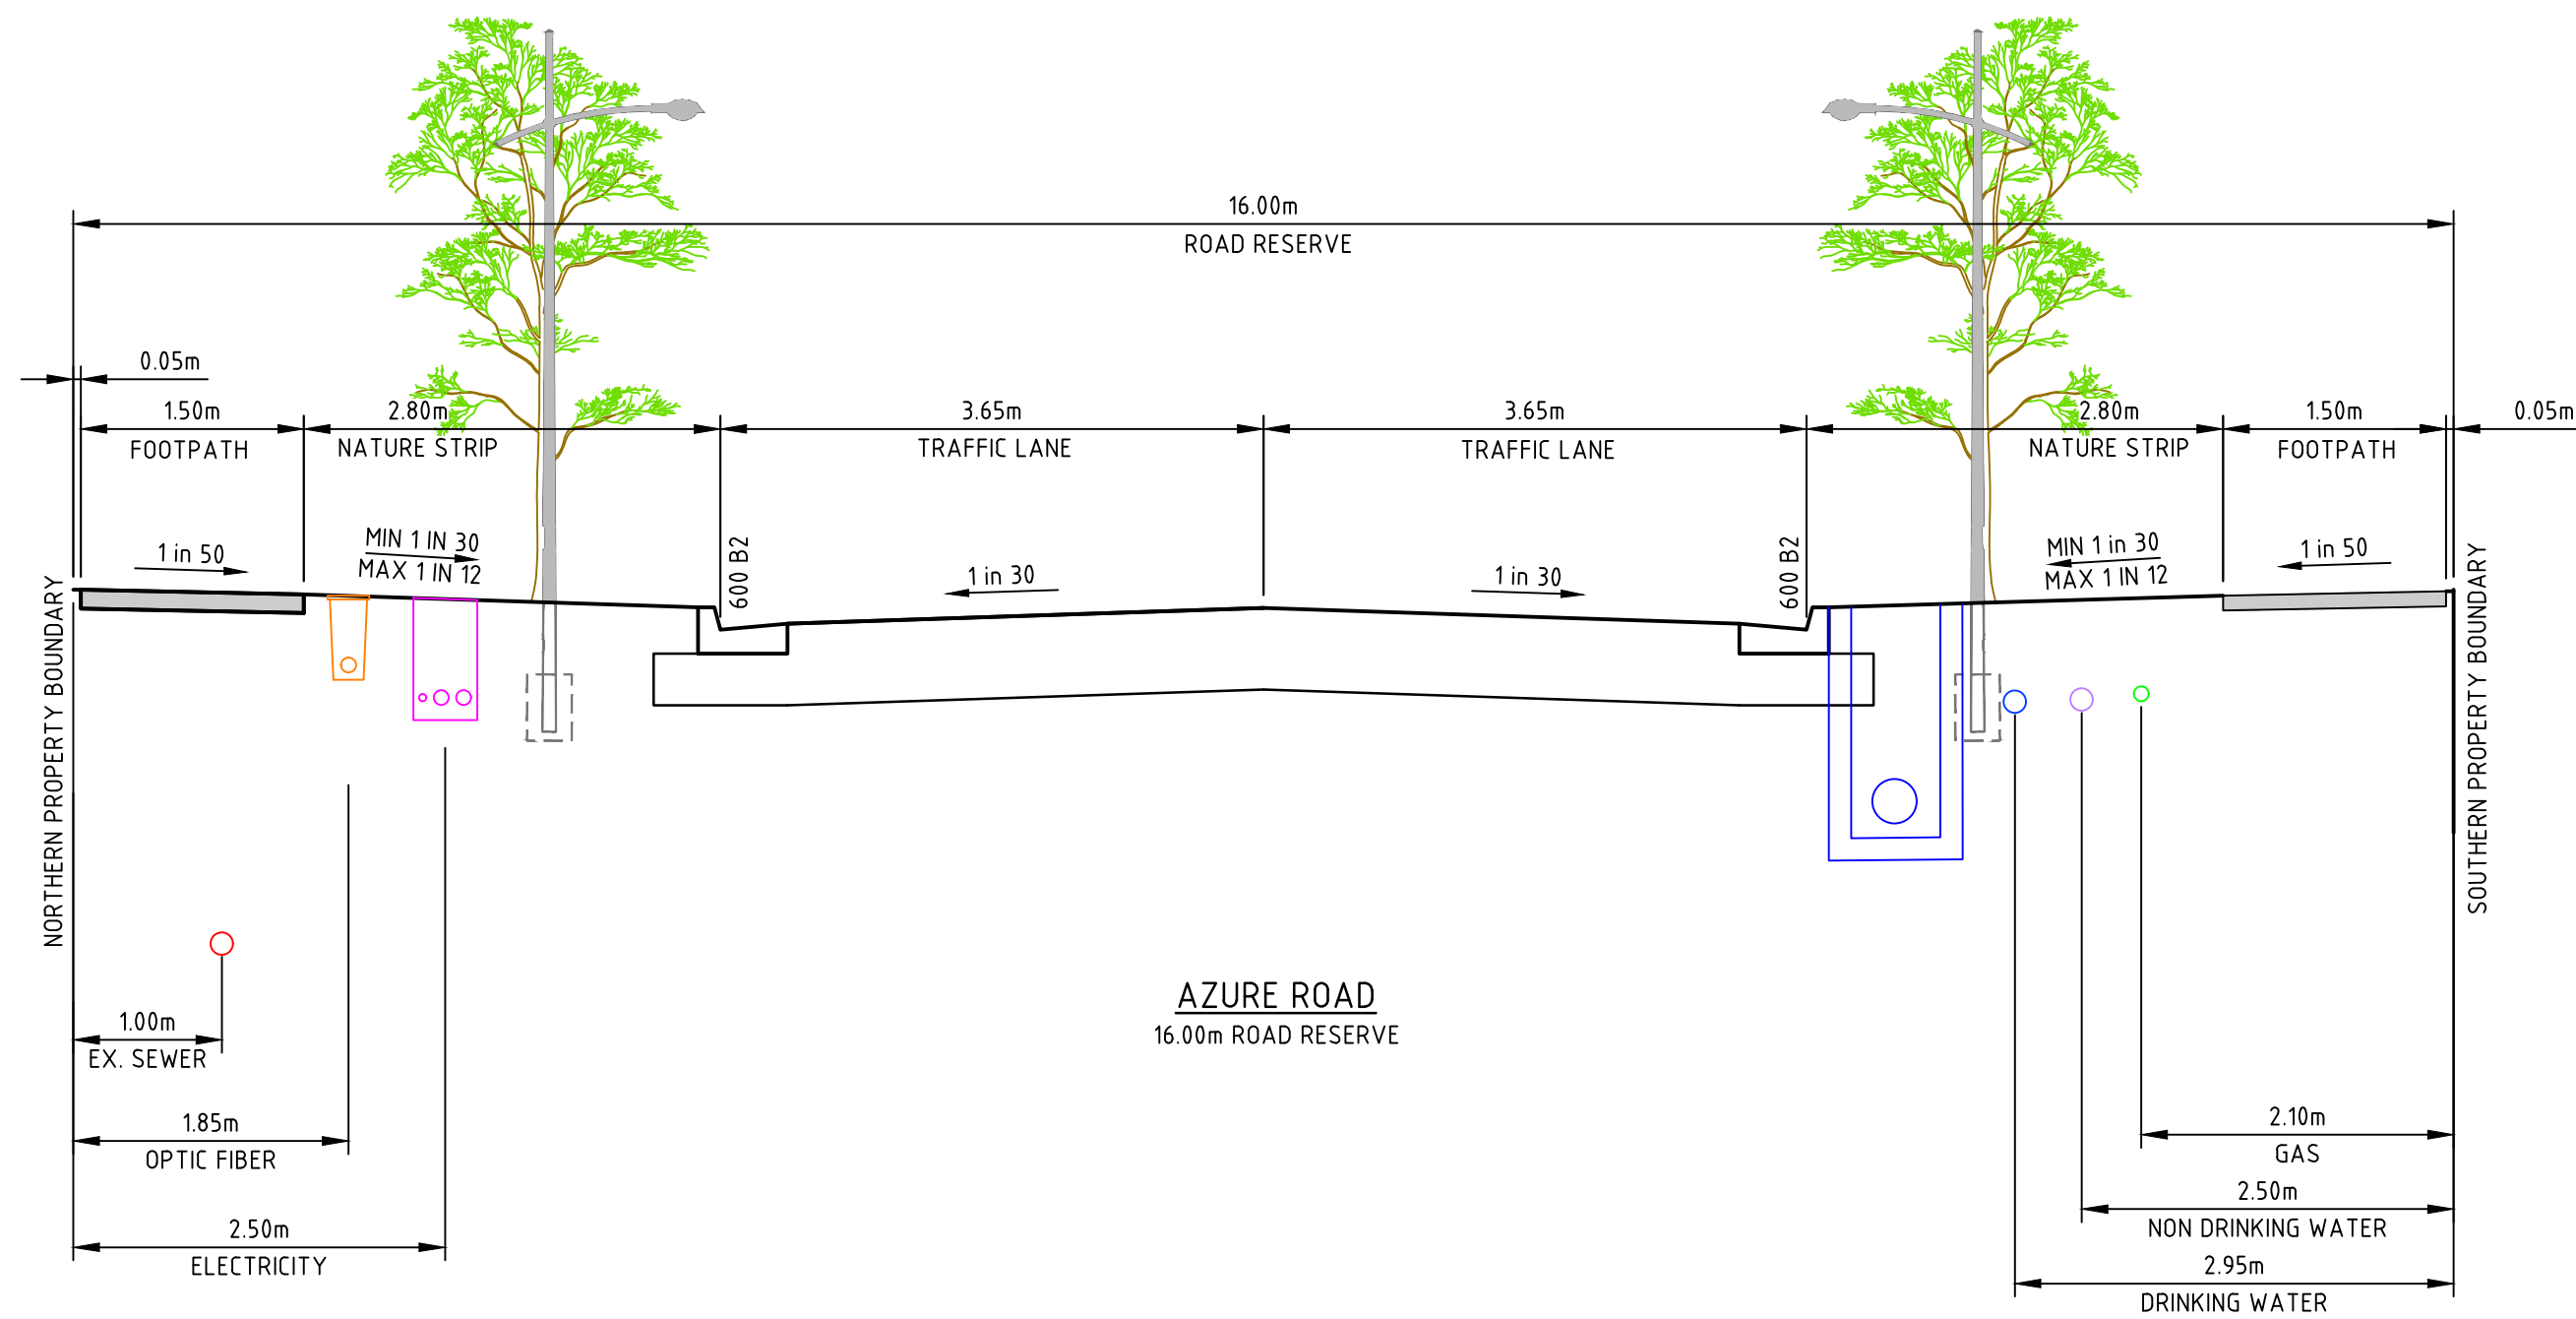 16.00m
ROAD RESERVE
0.05m
1.50m
FOOTPATH
2.80m
NATURE STRIP
3.65m
TRAFFIC LANE
3.65m
TRAFFIC LANE
2.80m
NATURE STRIP
1.50m
FOOTPATH
0.05m
1 in 50
MIN 1 IN 30
MAX 1 IN 12
600 B2
1 in 30
1 in 30
600 B2
MIN 1 in 30
MAX 1 IN 12
1 in 50
NORTHERN PROPERTY BOUNDARY
SOUTHERN PROPERTY BOUNDARY
AZURE ROAD
16.00m ROAD RESERVE
1.00m
EX. SEWER
1.85m
OPTIC FIBER
2.50m
ELECTRICITY
2.10m
GAS
2.50m
NON DRINKING WATER
2.95m
DRINKING WATER